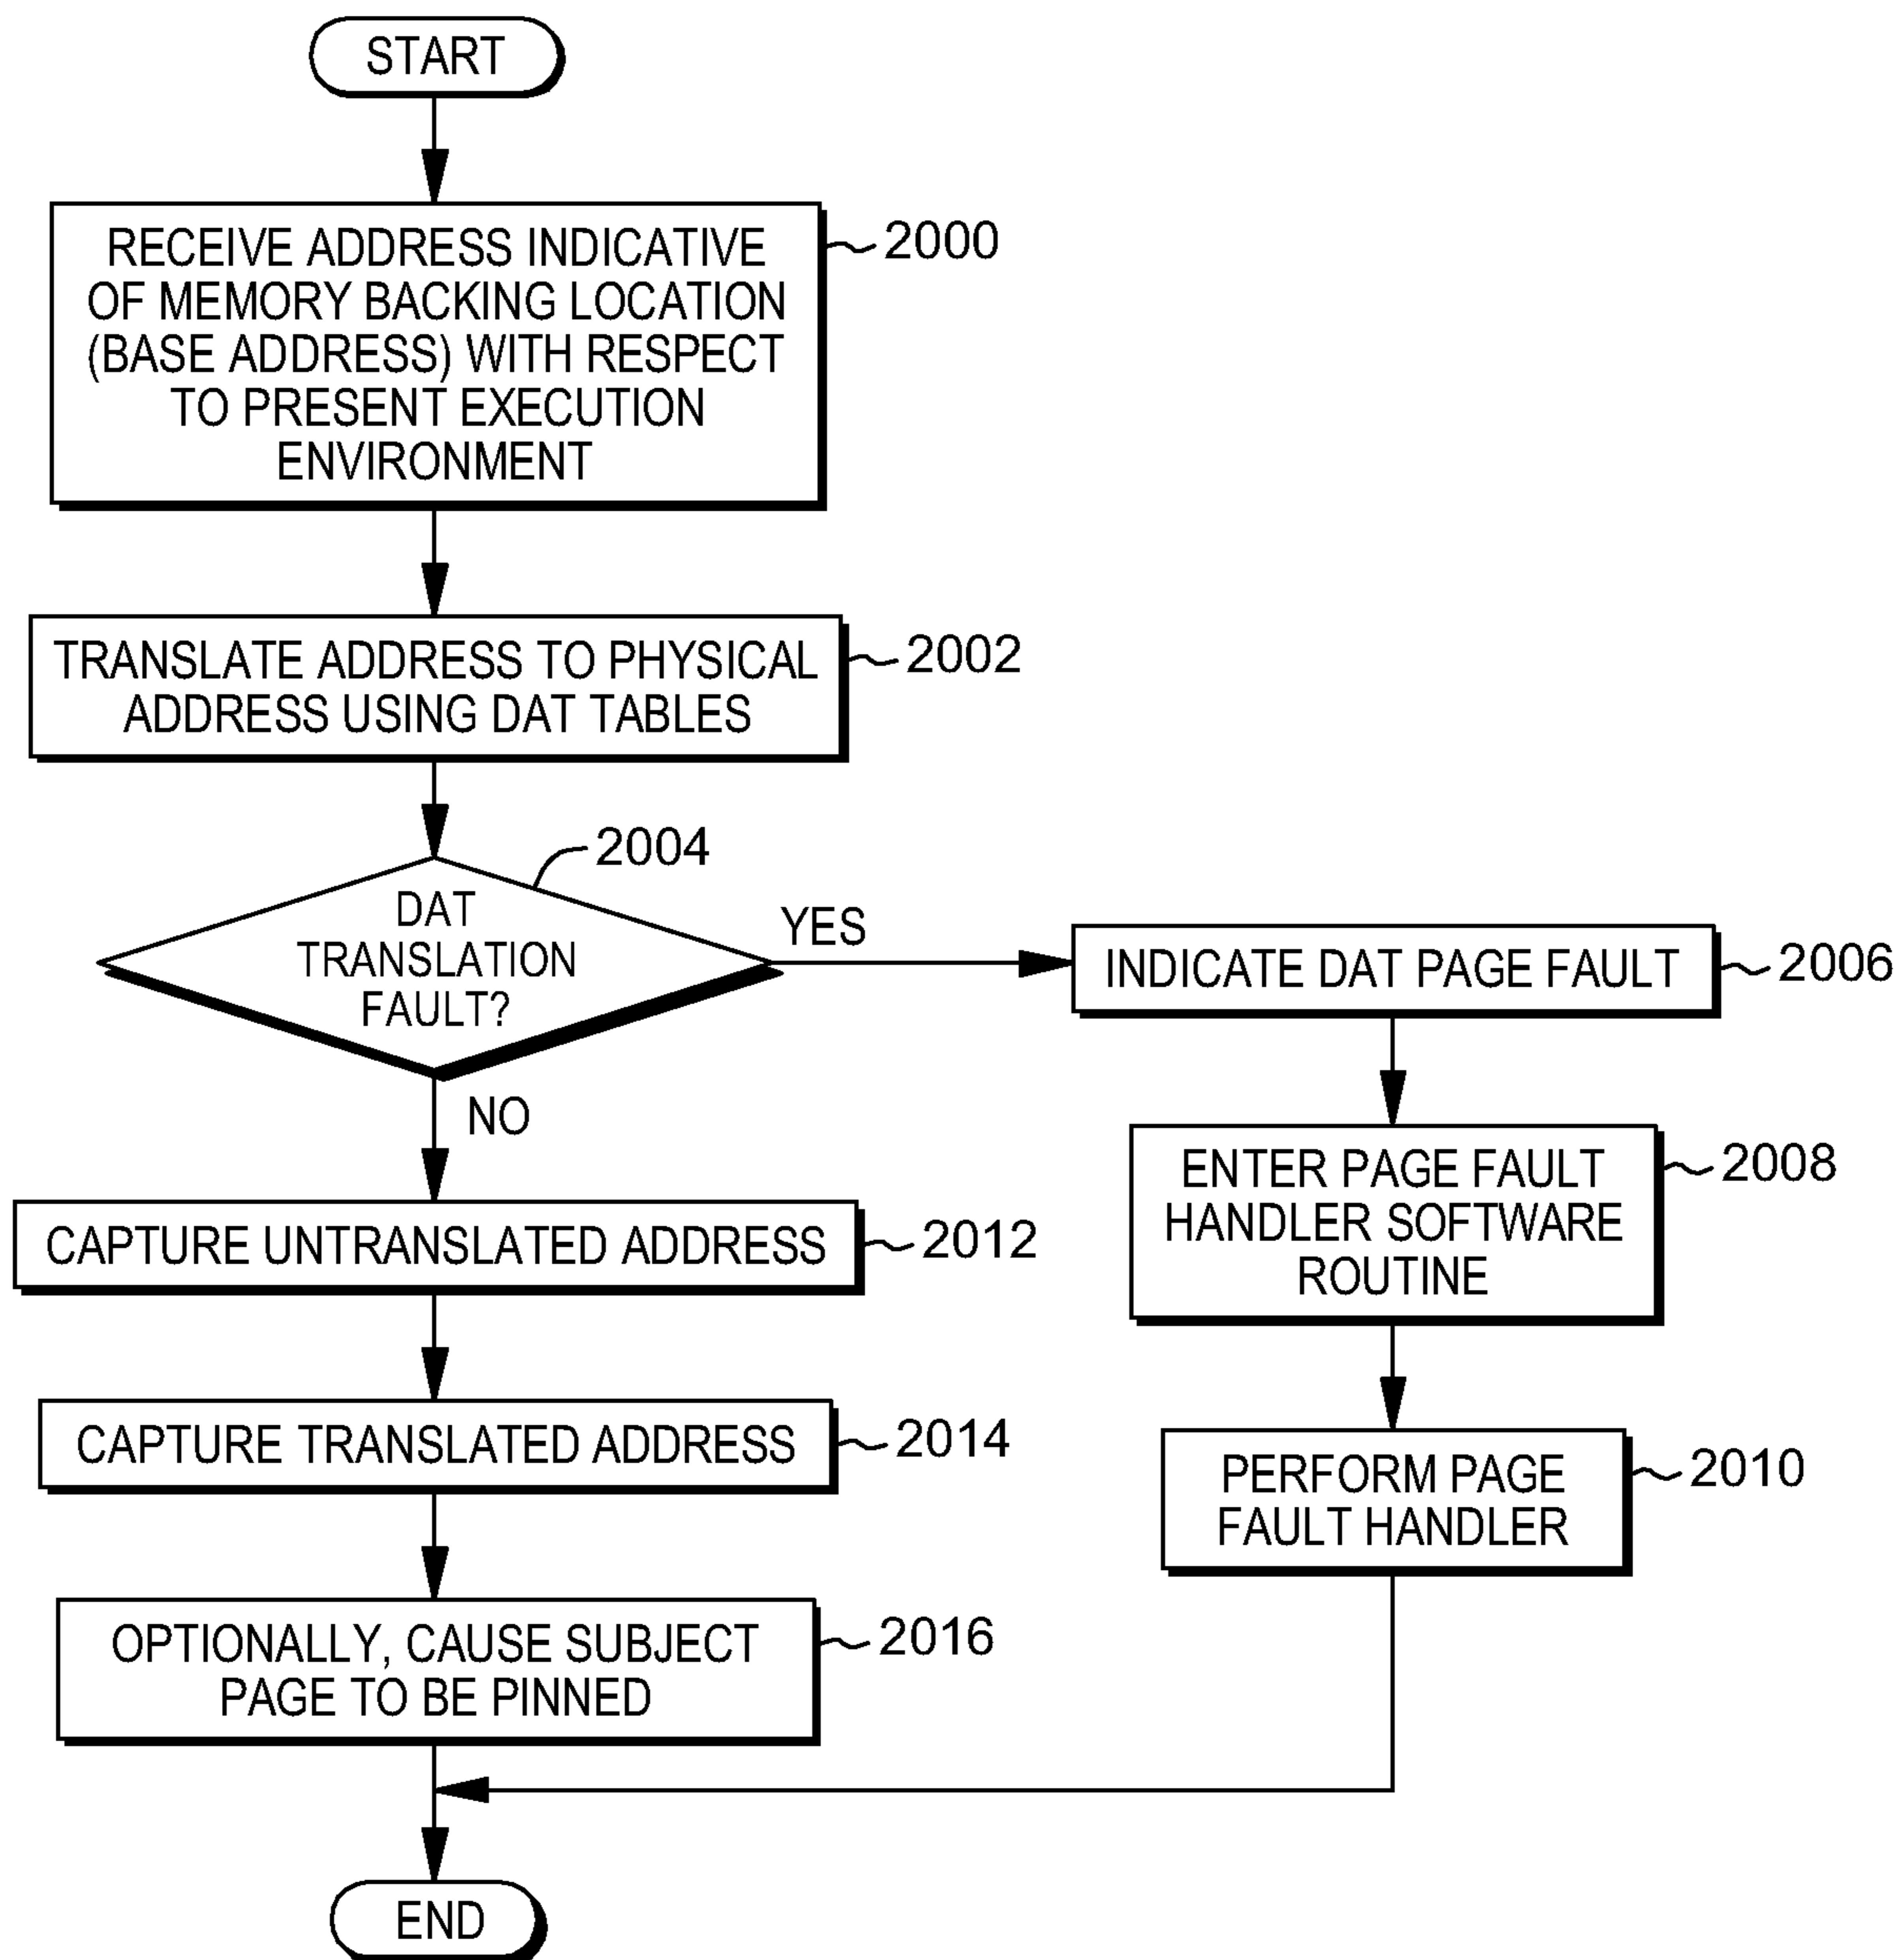 START
RECEIVE ADDRESS INDICATIVE
OF MEMORY BACKING LOCATION
(BASE ADDRESS) WITH RESPECT
TO PRESENT EXECUTION
ENVIRONMENT
2000
TRANSLATE ADDRESS TO PHYSICAL
ADDRESS USING DAT TABLES
2002
DAT
TRANSLATION
FAULT?
2004
YES
INDICATE DAT PAGE FAULT
2006
ENTER PAGE FAULT
HANDLER SOFTWARE
ROUTINE
2008
PERFORM PAGE
FAULT HANDLER
2010
NO
CAPTURE UNTRANSLATED ADDRESS
2012
CAPTURE TRANSLATED ADDRESS
2014
OPTIONALLY, CAUSE SUBJECT
PAGE TO BE PINNED
2016
END